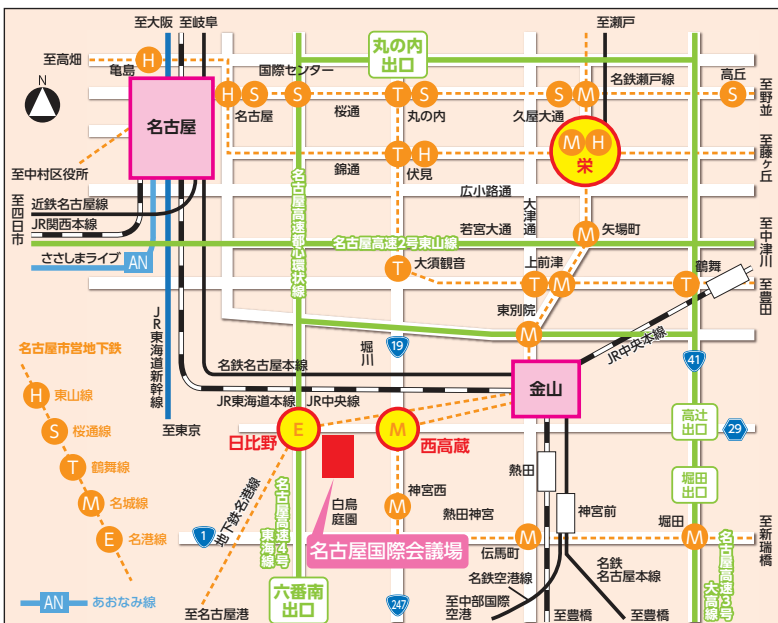 至大阪
至岐阜
至瀬戸
至高畑
亀島
H
国際センター
丸の内
出口
名鉄瀬戸線
高丘
N
名古屋
H
S
名古屋
S
桜通
T
S
丸の内
S
M
久屋大通
S
至野並
M
H
栄
至中村区役所
錦通
T
H
伏見
至藤ヶ丘
名古屋高速都心環状線
広小路通
大津通
近鉄名古屋線
JR関西本線
至四日市
若宮大通
M
矢場町
名古屋高速2号東山線
至中津川
ささしまライブ
AN
T
大須観音
上前津
T
M
鶴舞
T
至豊田
東別院
M
JR東海道新幹線
名古屋市営地下鉄
堀川
19
名鉄名古屋本線
JR中央本線
41
H
東山線
金山
JR東海道本線
JR中央線
S
桜通線
至東京
日比野
E
M
西高蔵
高辻
出口
29
T
鶴舞線
熱田
堀田
出口
M
名城線
白鳥
庭園
M
神宮西
神宮前
E
名港線
1
地下鉄名港線
名古屋高速4号
東海線
熱田神宮
M
伝馬町
堀田
M
至新瑞橋
名古屋国際会議場
名鉄空港線
名鉄
名古屋本線
名古屋高速3号
大高線
AN
あおなみ線
至名古屋港
六番南
出口
247
至中部国際
空港
至豊橋
至豊橋